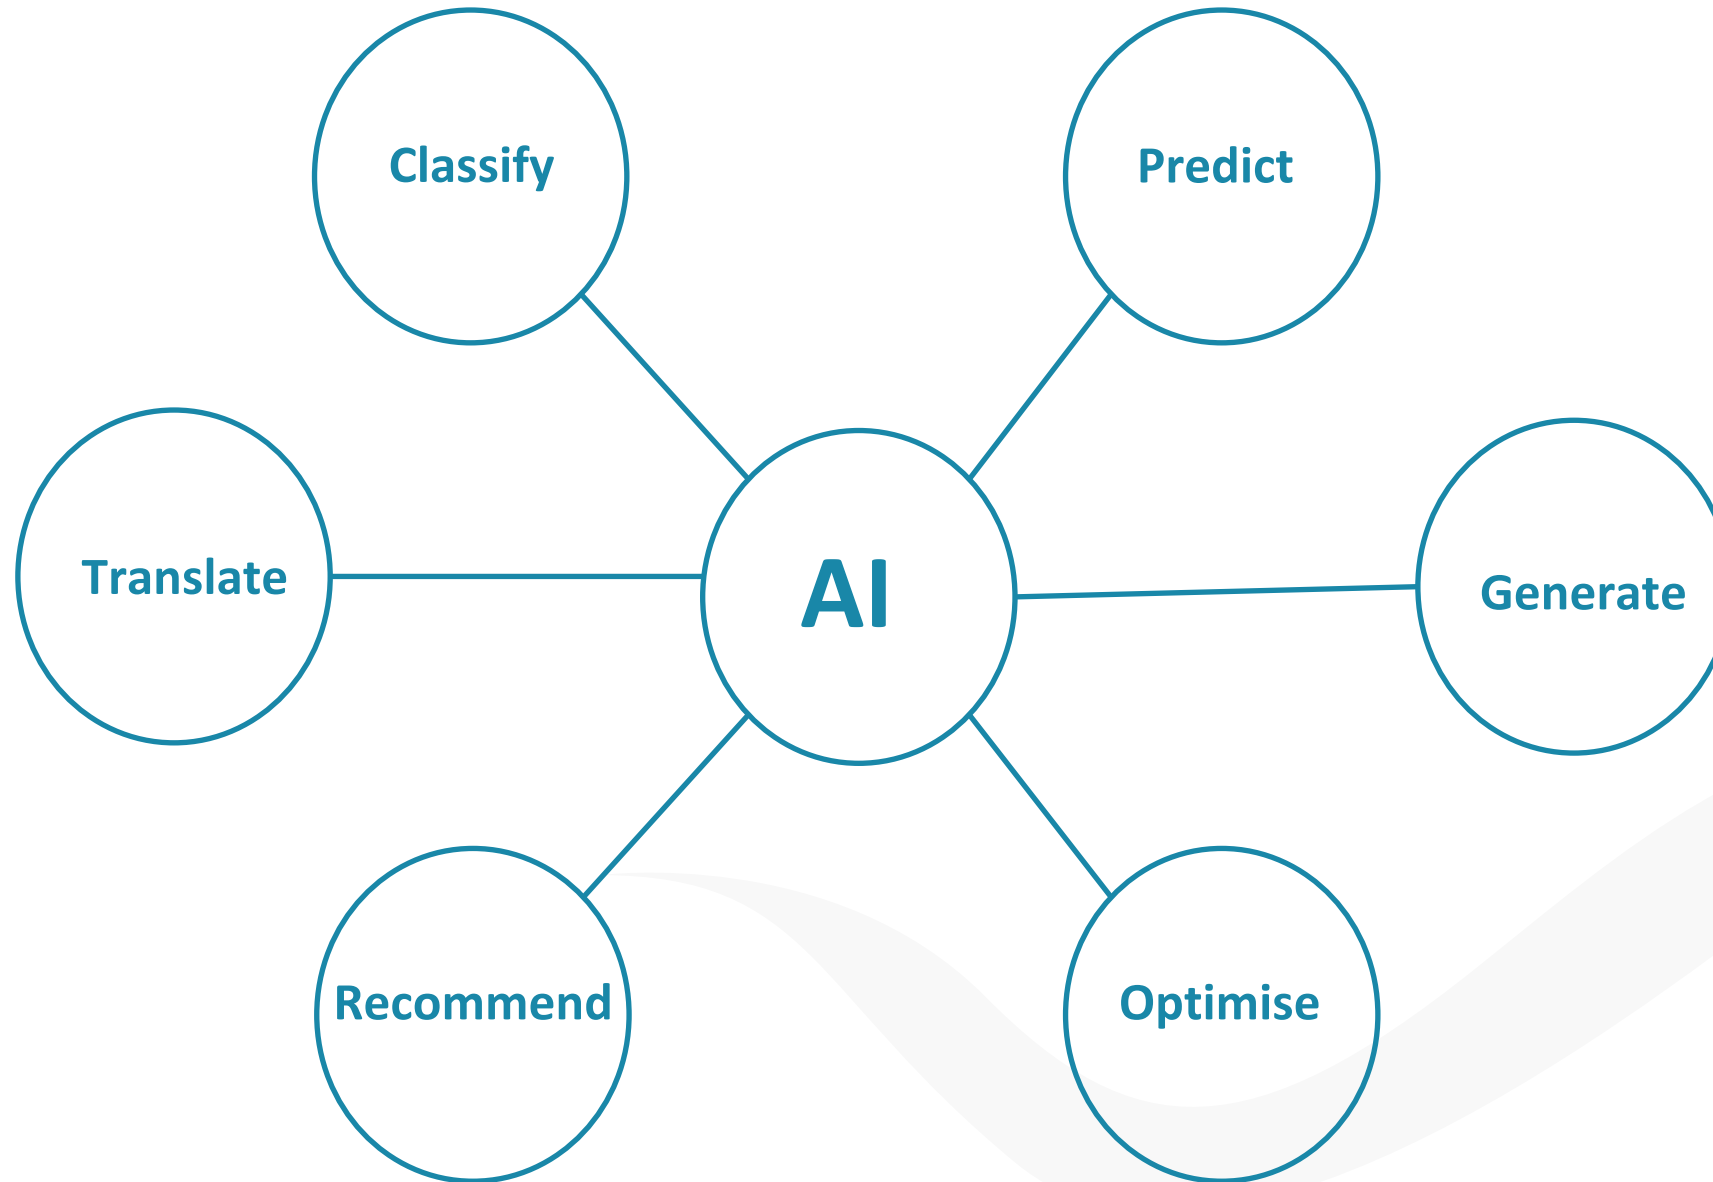 Classify
Predict
Translate
AI
Generate
Recommend
Optimise